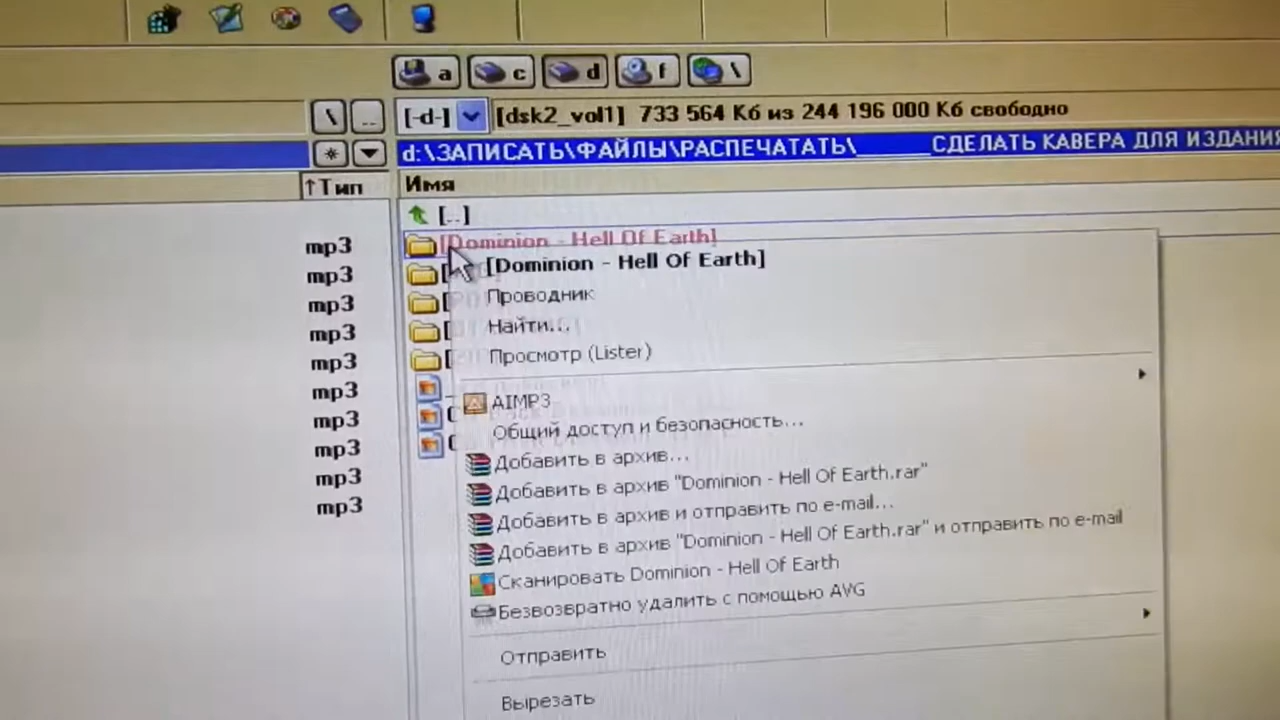 a c d f \
\ .. [-d-] [dsk2_vol1] 733 564 Кб из 244 196 000 Кб свободно
* d:\ЗАПИСАТЬ\ФАЙЛЫ\РАСПЕЧАТАТЬ\______СДЕЛАТЬ КАВЕРА ДЛЯ ИЗДАНИЯ
↑Тип Имя
[..]
mp3 [Dominion - Hell Of Earth]
[Dominion - Hell Of Earth]
mp3
Проводник
mp3
Найти...
mp3
Просмотр (Lister)
mp3
mp3
AIMP3
mp3
Общий доступ и безопасность...
mp3
Добавить в архив...
mp3
Добавить в архив "Dominion - Hell Of Earth.rar"
mp3
Добавить в архив и отправить по e-mail...
Добавить в архив "Dominion - Hell Of Earth.rar" и отправить по e-mail
Сканировать Dominion - Hell Of Earth
Безвозвратно удалить с помощью AVG
Отправить
Вырезать